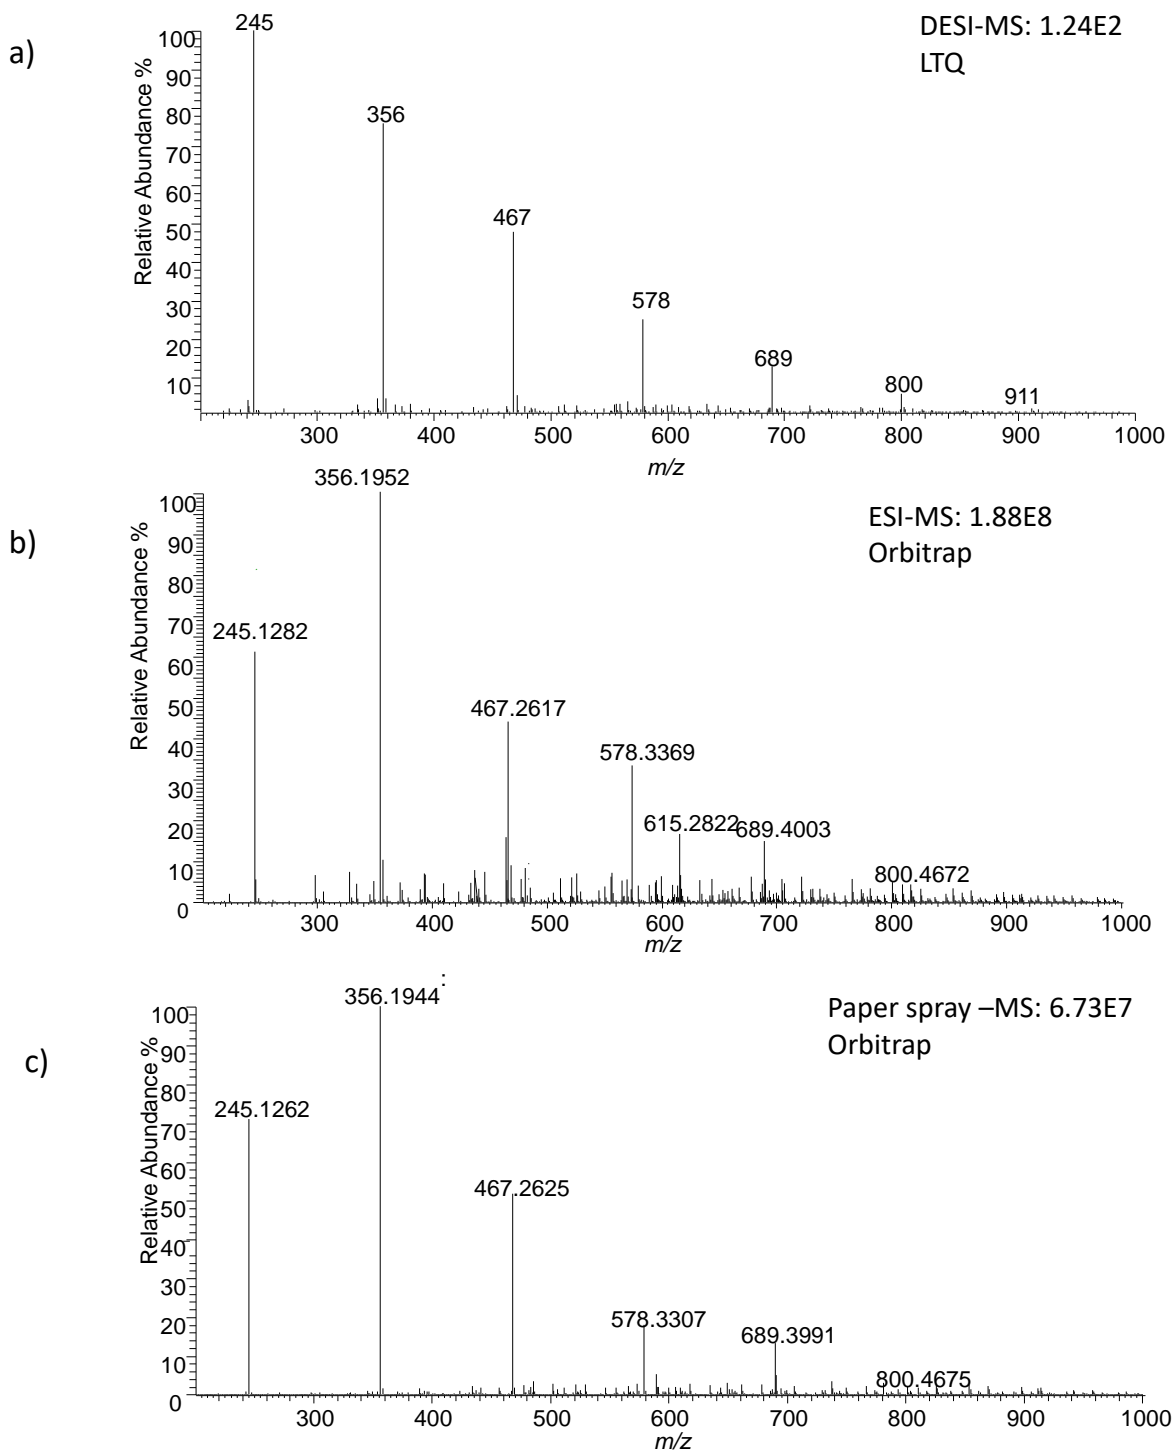 a)
DESI-MS: 1.24E2
LTQ
Relative Abundance %
100
90
80
70
60
50
40
30
20
10
245
356
467
578
689
800
911
300 400 500 600 700 800 900 1000
m/z
b)
ESI-MS: 1.88E8
Orbitrap
Relative Abundance %
100
90
80
70
60
50
40
30
20
10
0
245.1282
356.1952
467.2617
578.3369
615.2822
689.4003
800.4672
300 400 500 600 700 800 900 1000
m/z
c)
:
Paper spray –MS: 6.73E7
Orbitrap
Relative Abundance %
100
90
80
70
60
50
40
30
20
10
0
245.1262
356.1944
467.2625
578.3307
689.3991
800.4675
300 400 500 600 700 800 900 1000
m/z